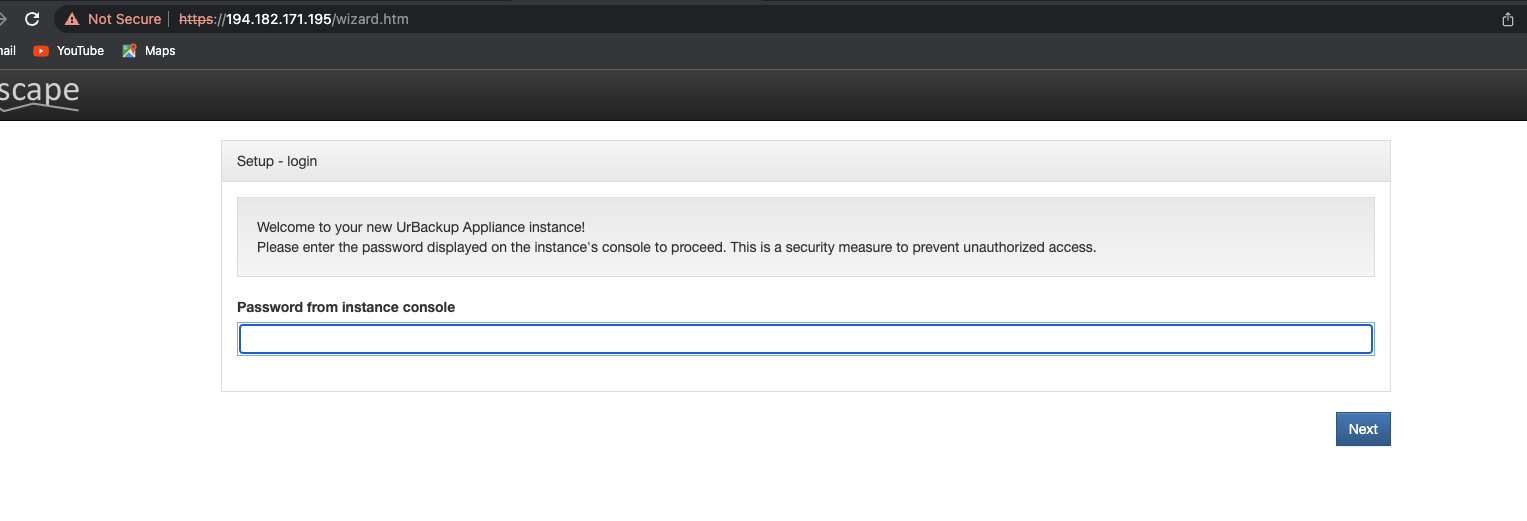 Not Secure https://194.182.171.195/wizard.htm
YouTube Maps
scape
Setup - login
Welcome to your new UrBackup Appliance instance!
Please enter the password displayed on the instance's console to proceed. This is a security measure to prevent unauthorized access.
Password from instance console
Next